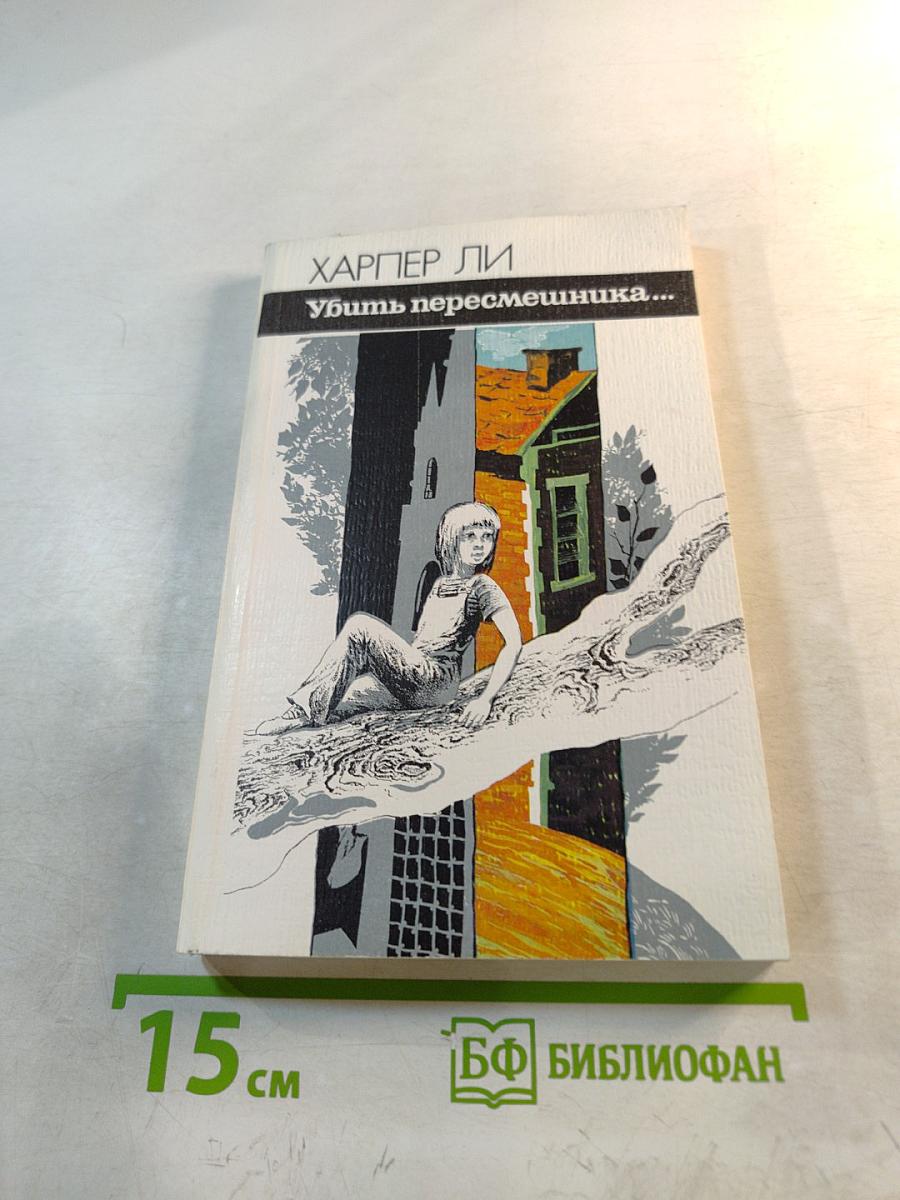 ХАРПЕР ЛИ
Убить пересмешника...
15 см
БФ БИБЛИОФАН